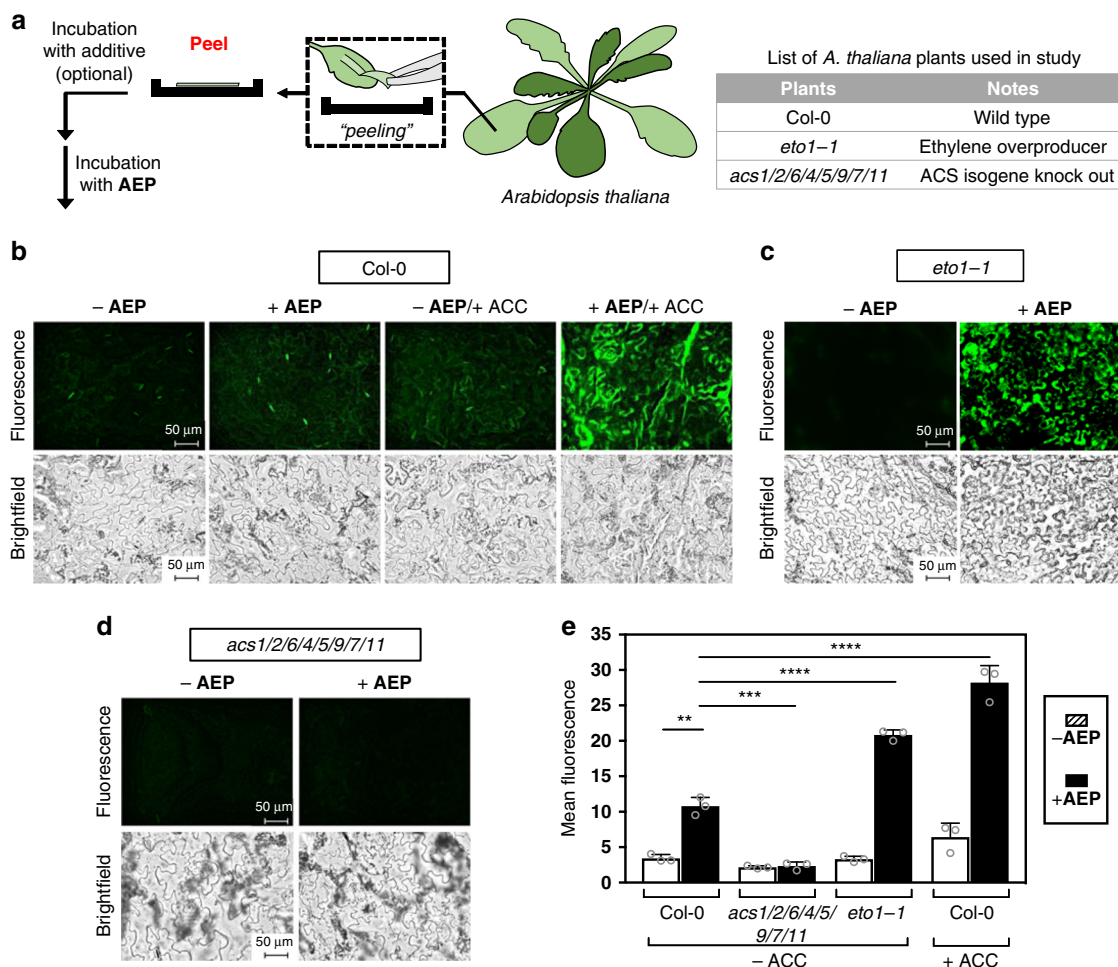 a
Incubation
with additive
(optional)
Peel
"peeling"
Incubation
with AEP
Arabidopsis thaliana
List of A. thaliana plants used in study
Plants Notes
Col-0 Wild type
eto1–1 Ethylene overproducer
acs1/2/6/4/5/9/7/11 ACS isogene knock out
b
Col-0
– AEP + AEP – AEP/+ ACC + AEP/+ ACC
Fluorescence
50 µm
Brightfield
50 µm
c
eto1–1
– AEP + AEP
Fluorescence
50 µm
Brightfield
50 µm
d
acs1/2/6/4/5/9/7/11
– AEP + AEP
Fluorescence
50 µm
Brightfield
50 µm
e
Mean fluorescence
35
30
25
20
15
10
5
0
**
***
****
****
Col-0 acs1/2/6/4/5/ eto1–1 Col-0
9/7/11
– ACC + ACC
–AEP
+AEP